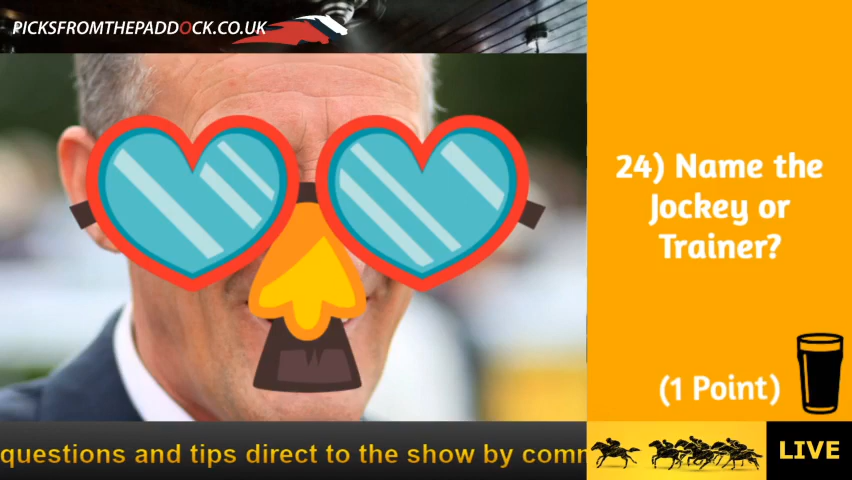 PICKSFROMTHEPADDOCK.CO.UK
24) Name the
Jockey or
Trainer?
(1 Point)
questions and tips direct to the show by comm
LIVE